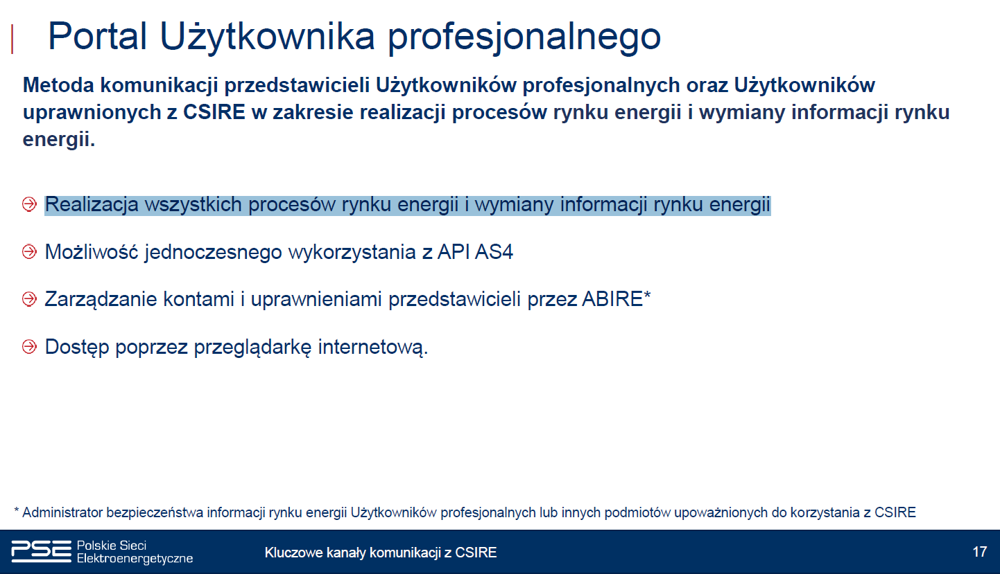 Portal Użytkownika profesjonalnego
Metoda komunikacji przedstawicieli Użytkowników profesjonalnych oraz Użytkowników
uprawnionych z CSIRE w zakresie realizacji procesów rynku energii i wymiany informacji rynku
energii.
Realizacja wszystkich procesów rynku energii i wymiany informacji rynku energii
Możliwość jednoczesnego wykorzystania z API AS4
Zarządzanie kontami i uprawnieniami przedstawicieli przez ABIRE*
Dostęp poprzez przeglądarkę internetową.
* Administrator bezpieczeństwa informacji rynku energii Użytkowników profesjonalnych lub innych podmiotów upoważnionych do korzystania z CSIRE
PSE Polskie Sieci
Elektroenergetyczne
Kluczowe kanały komunikacji z CSIRE
17